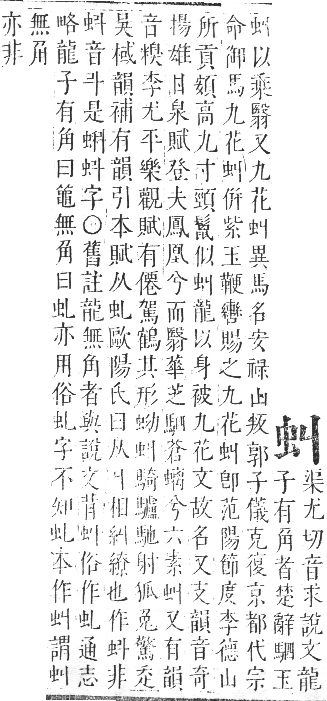 虯
渠尤切音求說文龍
子有角者楚辭駟玉
虯以乘翳又九花虯異馬名安祿山叛郭子儀克復京都代宗
命御馬九花虯併紫玉鞭轡賜之九花虯卽范陽節度李德山
所貢額高九寸頭鬣似虯龍以身被九花文故名又支韻音奇
揚雄甘泉賦登夫鳳凰兮而翳華芝駟蒼螭兮六素虯又有韻
音糗李尤平樂觀賦有僊駕鶴其形蚴虯騎驢馳射狐兔驚走
吳棫韻補有韻引本賦从虬歐陽氏曰从丩相糾繚也作蚪非
蚪音斗是蝌蚪字○舊註龍無角者與說文背虯俗作虬通志
略龍子有角曰龜無角曰虬亦用俗虬字不知虬本作虯謂虯
無角
亦非